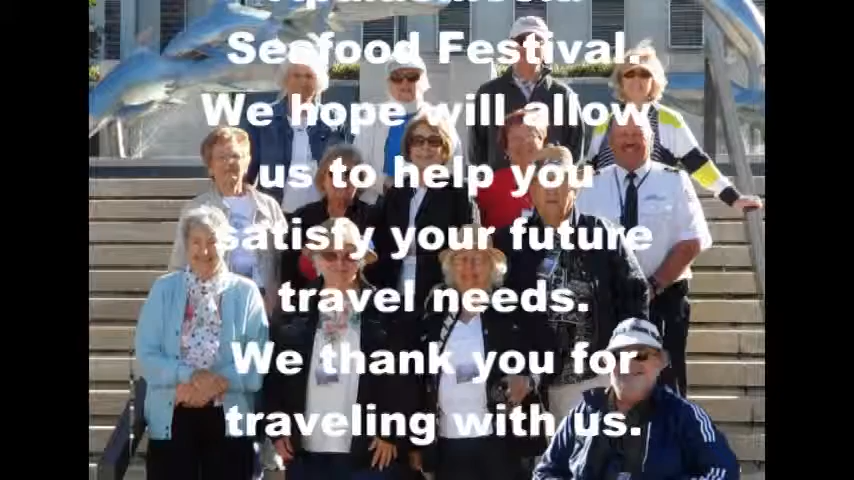 Seafood Festival.
We hope will allow
us to help you
satisfy your future
travel needs.
We thank you for
traveling with us.